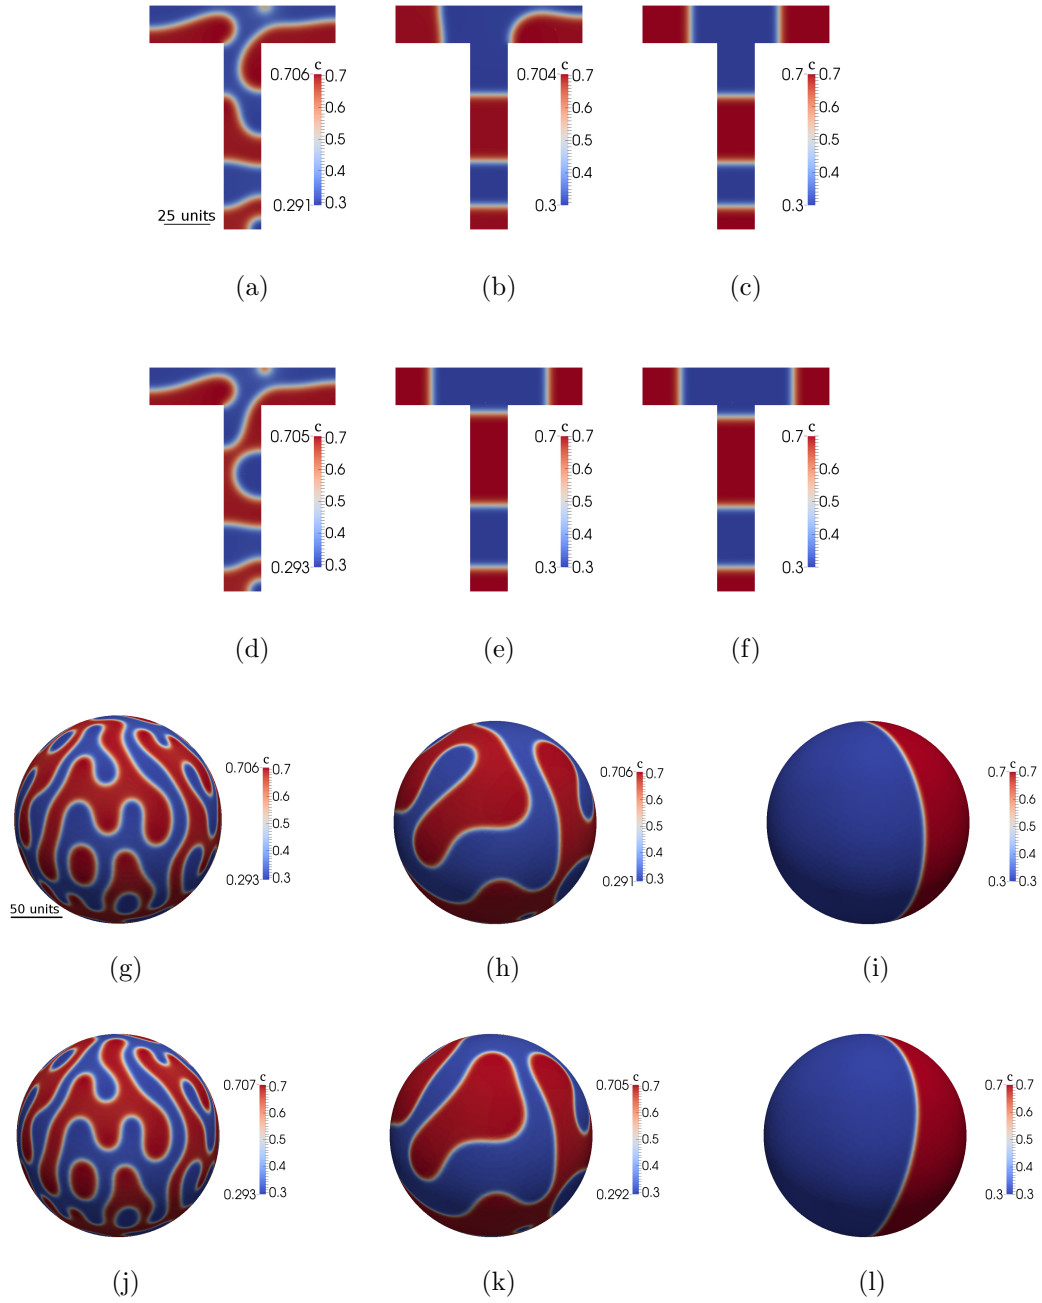 c
0.706 0.7
0.6
0.5
0.4
0.291 0.3
25 units
(a)
c
0.704 0.7
0.6
0.5
0.4
0.3
(b)
c
0.7 0.7
0.6
0.5
0.4
0.3
(c)
c
0.705 0.7
0.6
0.5
0.4
0.293 0.3
(d)
c
0.7 0.7
0.6
0.5
0.4
0.3 0.3
(e)
c
0.7
0.6
0.5
0.4
0.3
(f)
c
0.706 0.7
0.6
0.5
0.4
0.293 0.3
50 units
(g)
c
0.706 0.7
0.6
0.5
0.4
0.291 0.3
(h)
c
0.7 0.7
0.6
0.5
0.4
0.3 0.3
(i)
c
0.707 0.7
0.6
0.5
0.4
0.293 0.3
(j)
c
0.705 0.7
0.6
0.5
0.4
0.292 0.3
(k)
c
0.7 0.7
0.6
0.5
0.4
0.3 0.3
(l)